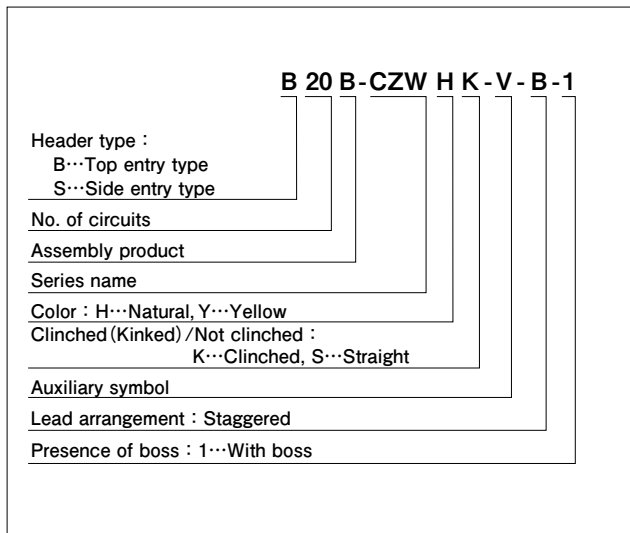 B 20 B-CZW H K-V-B-1
Header type：
B⋯Top entry type
S⋯Side entry type
No. of circuits
Assembly product
Series name
Color：H⋯Natural, Y⋯Yellow
Clinched(Kinked)/Not clinched：
K⋯Clinched, S⋯Straight
Auxiliary symbol
Lead arrangement：Staggered
Presence of boss：1⋯With boss